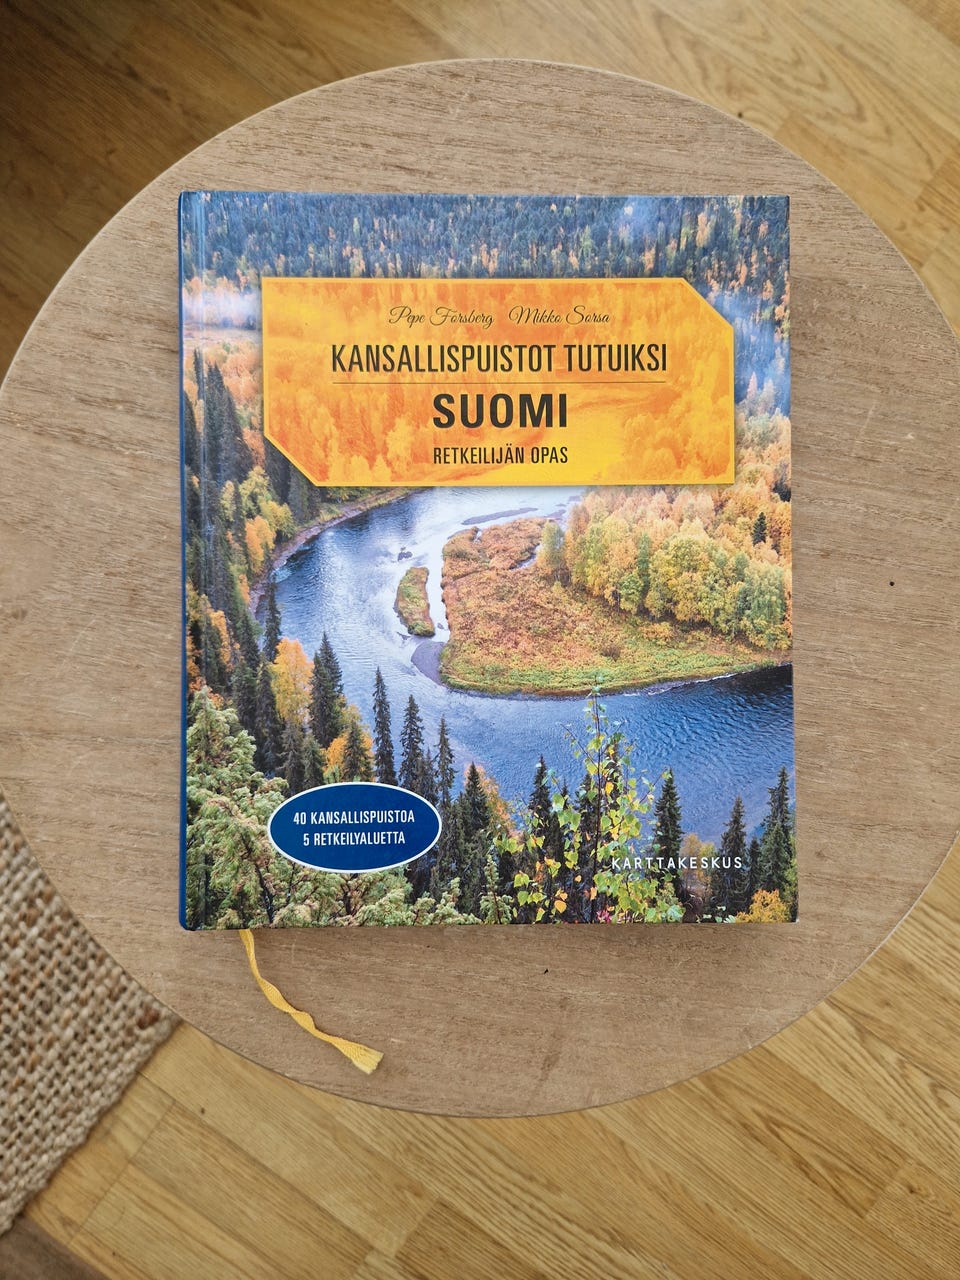 Pepe Forsberg Mikko Sorsa
KANSALLISPUISTOT TUTUIKSI
SUOMI
RETKEILIJÄN OPAS
40 KANSALLISPUISTOA
5 RETKEILYALUETTA
KARTTAKESKUS